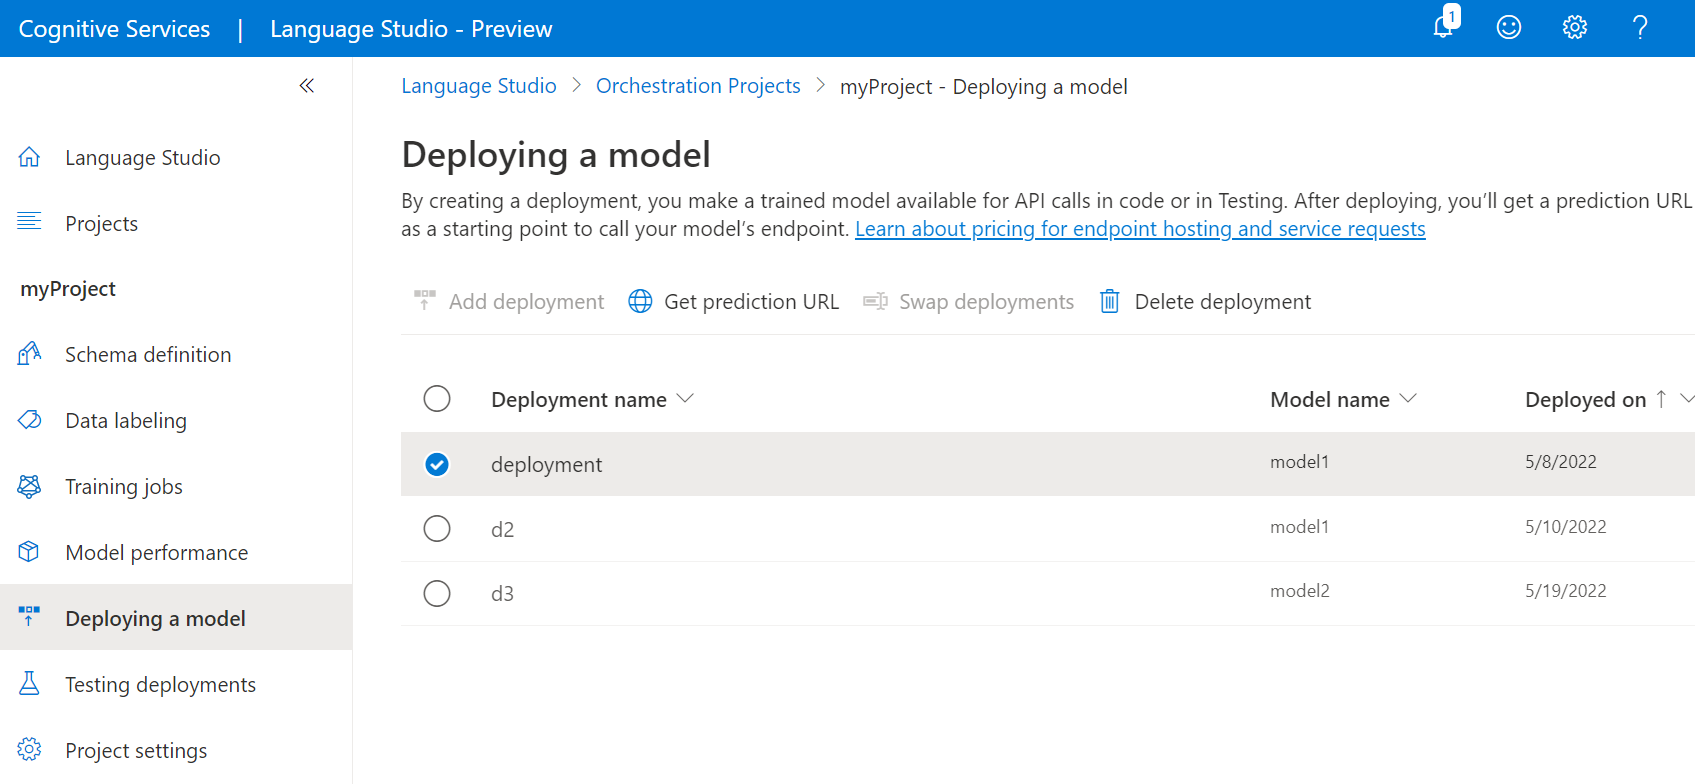 Cognitive Services | Language Studio - Preview
1
?
Language Studio
Projects
myProject
Schema definition
Data labeling
Training jobs
Model performance
Deploying a model
Testing deployments
Project settings
Language Studio > Orchestration Projects > myProject - Deploying a model
Deploying a model
By creating a deployment, you make a trained model available for API calls in code or in Testing. After deploying, you’ll get a prediction URL
as a starting point to call your model’s endpoint. Learn about pricing for endpoint hosting and service requests
Add deployment Get prediction URL Swap deployments Delete deployment
Deployment name Model name Deployed on ↑
deployment model1 5/8/2022
d2 model1 5/10/2022
d3 model2 5/19/2022